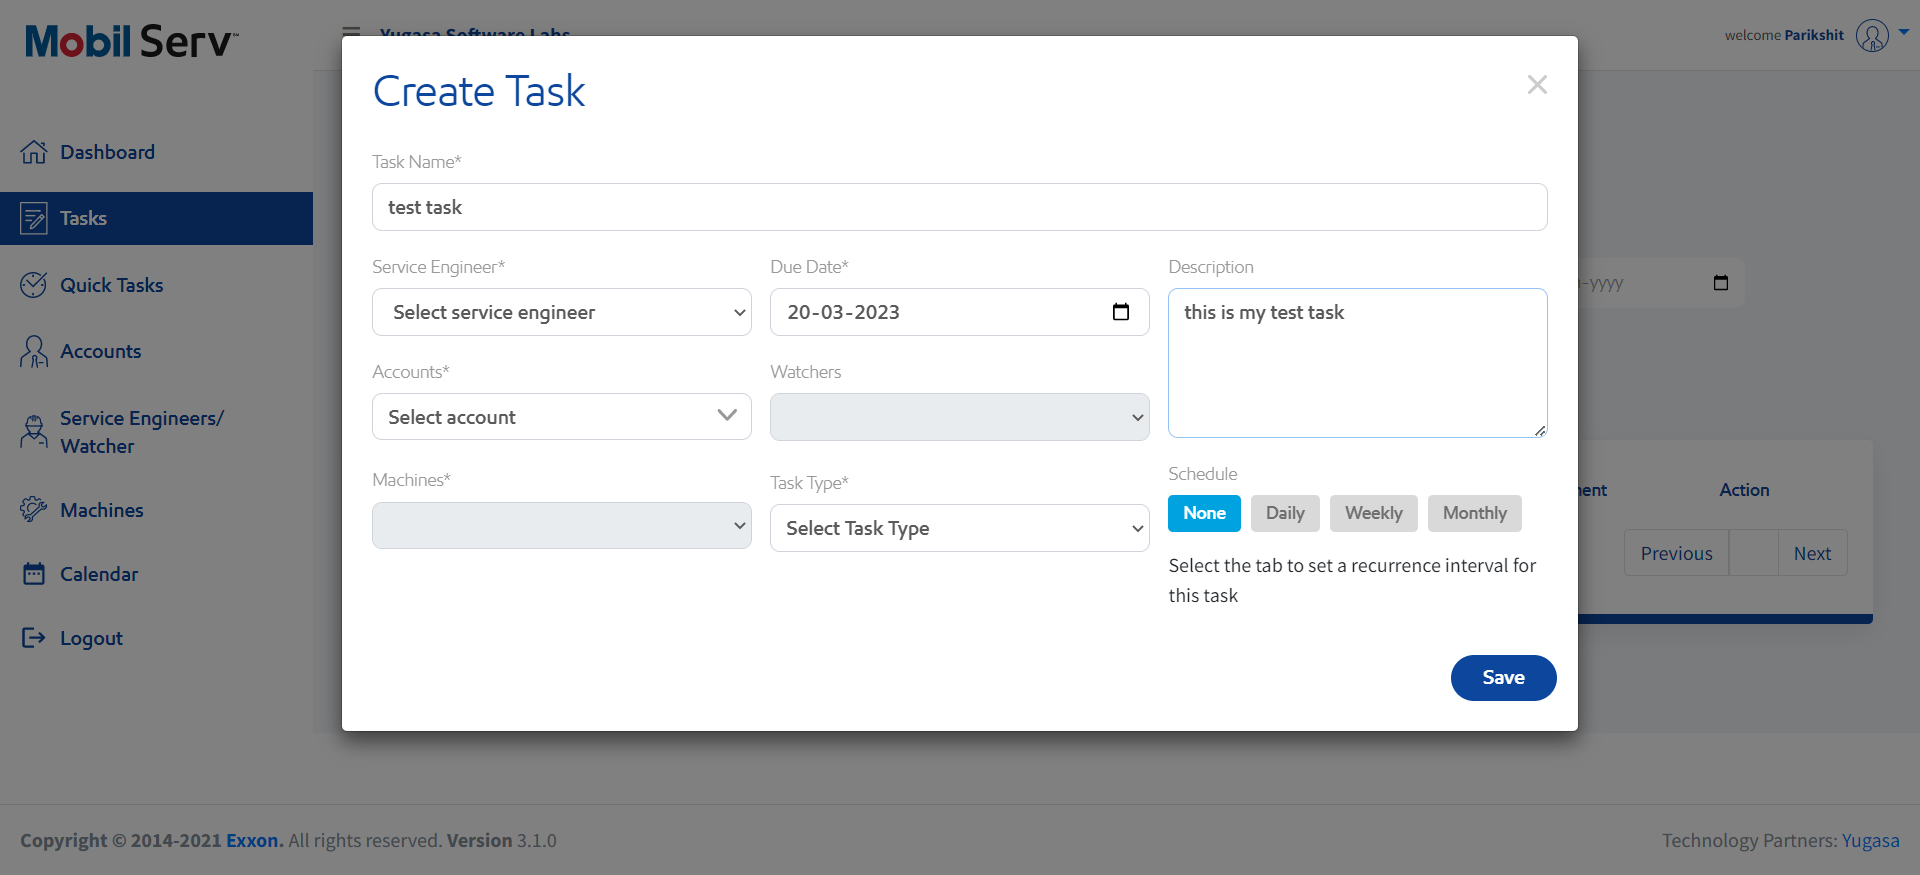 Mobil Serv™
Yugasa Software Labs
welcome Parikshit
Dashboard
Tasks
Quick Tasks
Accounts
Service Engineers/
Watcher
Machines
Calendar
Logout
Create Task
Task Name*
test task
Service Engineer*
Select service engineer
Due Date*
20-03-2023
Description
this is my test task
Accounts*
Select account
Watchers
Machines*
Task Type*
Select Task Type
Schedule
None Daily Weekly Monthly
Select the tab to set a recurrence interval for
this task
Save
-yyyy
Action
Previous Next
Copyright © 2014-2021 Exxon. All rights reserved. Version 3.1.0
Technology Partners: Yugasa